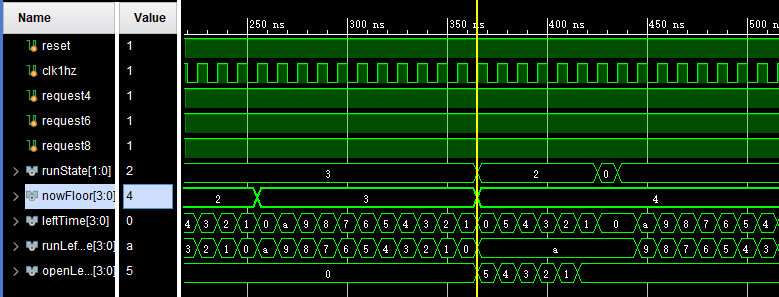 Name Value 250 ns 300 ns 350 ns 400 ns 450 ns 500 n
reset 1
clk1hz 1
request4 1
request6 1
request8 1
runState[1:0] 2 3 2 0
nowFloor[3:0] 4 2 3 4
leftTime[3:0] 0 4 3 2 1 0 a 9 8 7 6 5 4 3 2 1 0 5 4 3 2 1 0 a 9 8 7 6 5 4
runLef...e[3:0] a 3 2 1 0 a 9 8 7 6 5 4 3 2 1 0 a 9 8 7 6 5 4 3
openLe...[3:0] 5 0 5 4 3 2 1